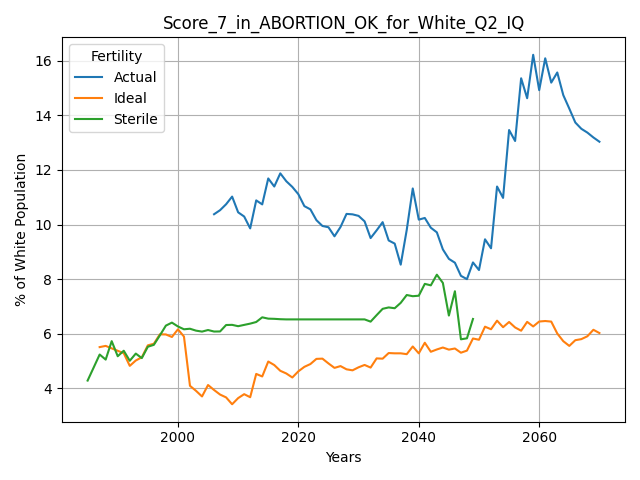 Score_7_in_ABORTION_OK_for_White_Q2_IQ
Fertility
Actual
Ideal
Sterile
% of White Population
16
14
12
10
8
6
4
2000
2020
2040
2060
Years